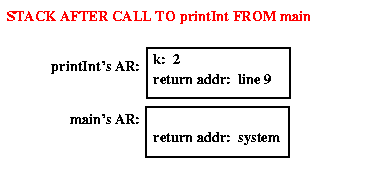 STACK AFTER CALL TO printInt FROM main
printInt's AR:
k: 2
return addr: line 9
main's AR:
return addr: system